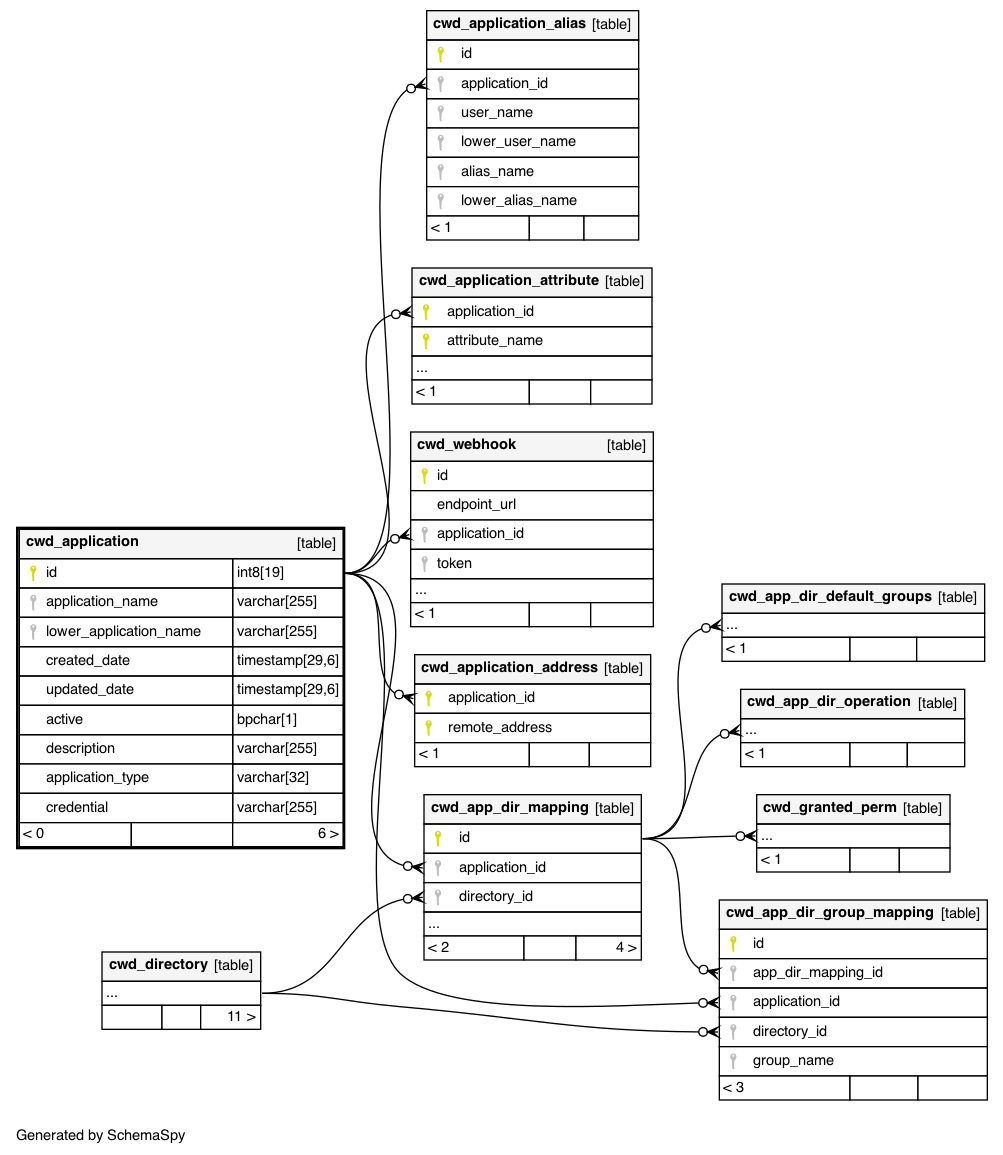 cwd_application_alias [table]
id
application_id
user_name
lower_user_name
alias_name
lower_alias_name
< 1
cwd_application_attribute [table]
application_id
attribute_name
...
< 1
cwd_webhook [table]
id
endpoint_url
application_id
token
...
< 1
cwd_application [table]
id int8[19]
application_name varchar[255]
lower_application_name varchar[255]
created_date timestamp[29,6]
updated_date timestamp[29,6]
active bpchar[1]
description varchar[255]
application_type varchar[32]
credential varchar[255]
< 0 6 >
cwd_application_address [table]
application_id
remote_address
< 1
cwd_app_dir_mapping [table]
id
application_id
directory_id
...
< 2 4 >
cwd_app_dir_default_groups [table]
...
< 1
cwd_app_dir_operation [table]
...
< 1
cwd_granted_perm [table]
...
< 1
cwd_app_dir_group_mapping [table]
id
app_dir_mapping_id
application_id
directory_id
group_name
< 3
cwd_directory [table]
...
11 >
Generated by SchemaSpy